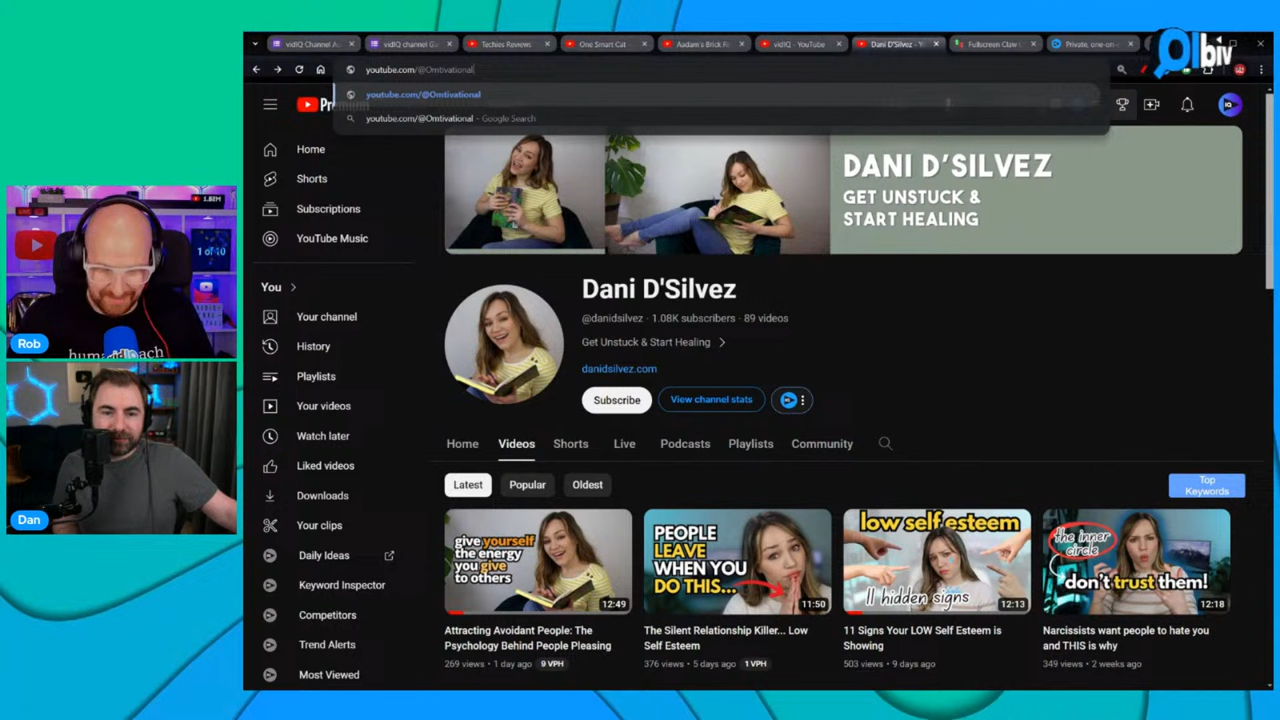 vidIQ Channel A
vidIQ channel G
Techies Reviews
One Smart Cat
Aadam's Brick F
vidIQ - YouTube
Dani D'Silvez - Y
Fullscreen Claw
Private, one-on-
biv
youtube.com/@Omtivational
youtube.com/@Omtivational
youtube.com/@Omtivational - Google Search
Pr
Home
Shorts
Subscriptions
YouTube Music
You
Your channel
History
Playlists
Your videos
Watch later
Liked videos
Downloads
Your clips
Daily Ideas
Keyword Inspector
Competitors
Trend Alerts
Most Viewed
DANI D'SILVEZ
GET UNSTUCK &
START HEALING
Dani D'Silvez
@danidsilvez · 1.08K subscribers · 89 videos
Get Unstuck & Start Healing
danidsilvez.com
Subscribe
View channel stats
Home
Videos
Shorts
Live
Podcasts
Playlists
Community
Latest
Popular
Oldest
Top
Keywords
give yourself
the energy
you give
to others
12:49
Attracting Avoidant People: The
Psychology Behind People Pleasing
269 views • 1 day ago
9 VPH
PEOPLE
LEAVE
WHEN YOU
DO THIS...
11:50
The Silent Relationship Killer... Low
Self Esteem
376 views • 5 days ago
1 VPH
low self esteem
11 hidden signs
12:13
11 Signs Your LOW Self Esteem is
Showing
503 views • 9 days ago
the inner
circle
don't trust them!
12:18
Narcissists want people to hate you
and THIS is why
349 views • 2 weeks ago
1.82M
1 of 10
Rob
Dan